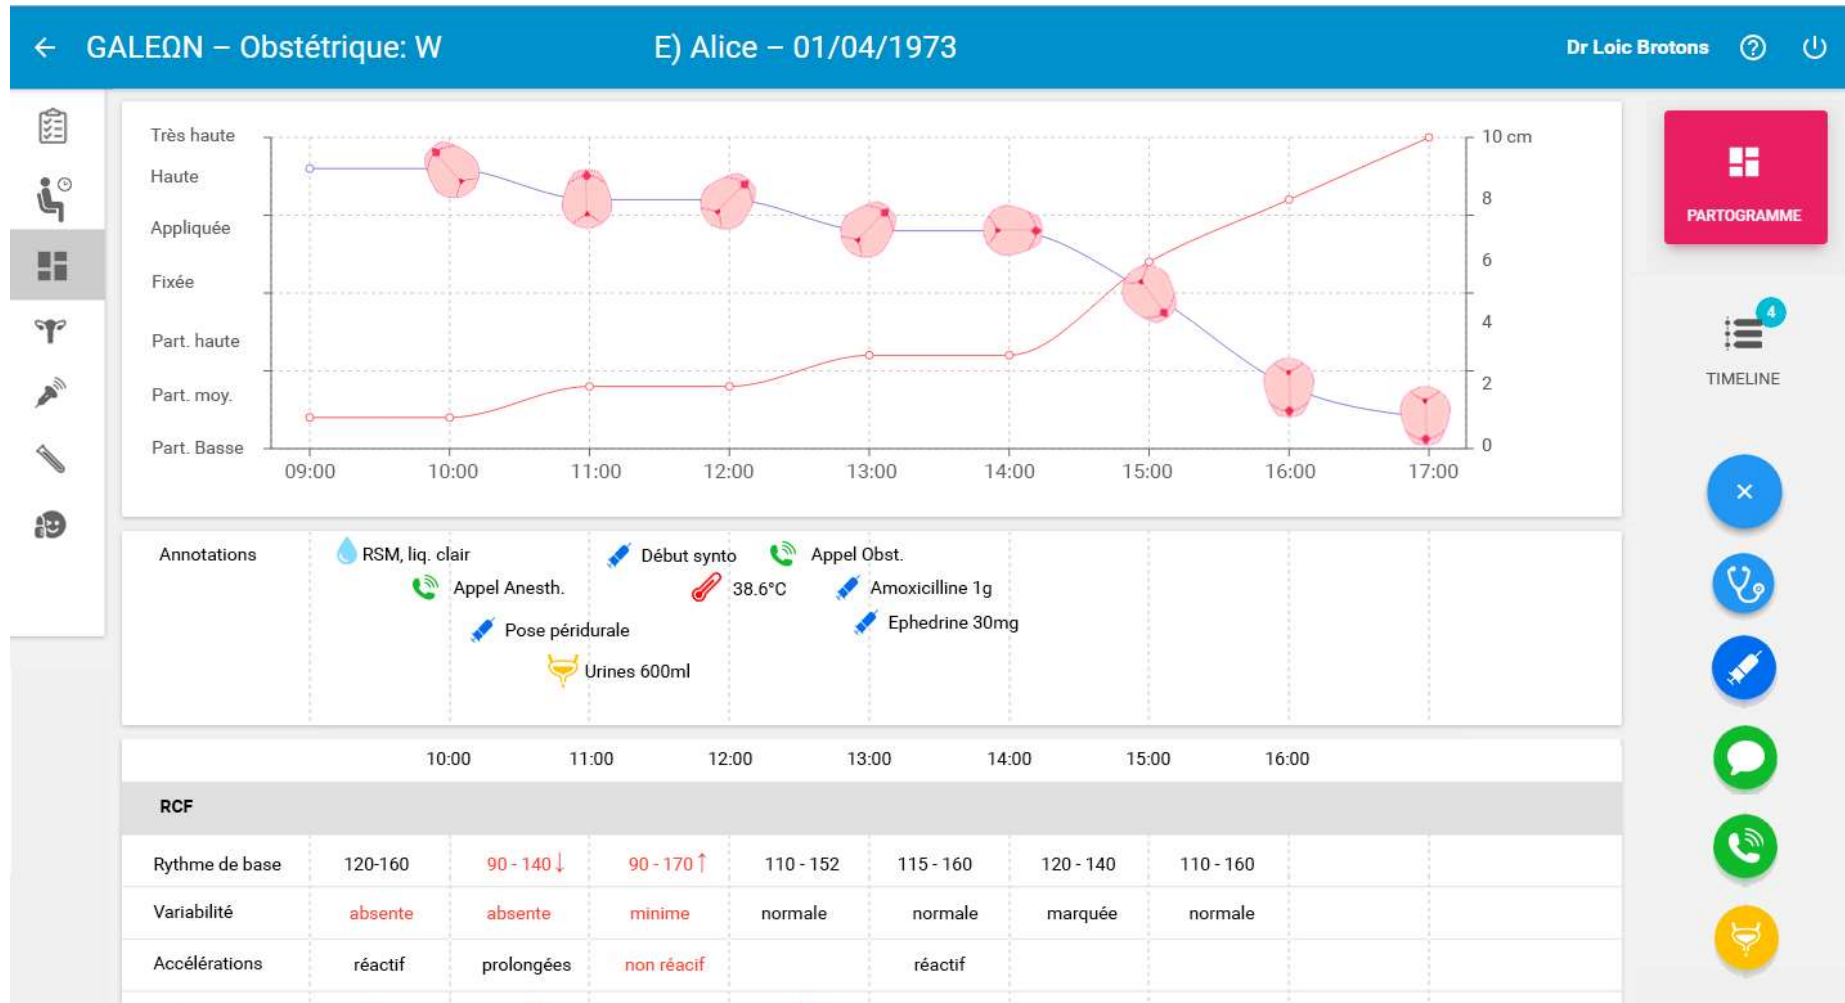 GALEΩN – Obstétrique: W E) Alice – 01/04/1973 Dr Loic Brotons
Très haute
Haute
Appliquée
Fixée
Part. haute
Part. moy.
Part. Basse
10 cm
8
6
4
2
0
09:00 10:00 11:00 12:00 13:00 14:00 15:00 16:00 17:00
PARTOGRAMME
4
TIMELINE
Annotations RSM, liq. clair Début synto Appel Obst.
Appel Anesth. 38.6°C Amoxicilline 1g
Pose péridurale Ephedrine 30mg
Urines 600ml
10:00 11:00 12:00 13:00 14:00 15:00 16:00
RCF
Rythme de base 120-160 90 - 140 ↓ 90 - 170 ↑ 110 - 152 115 - 160 120 - 140 110 - 160
Variabilité absente absente minime normale normale marquée normale
Accélérations réactif prolongées non réacif réactif